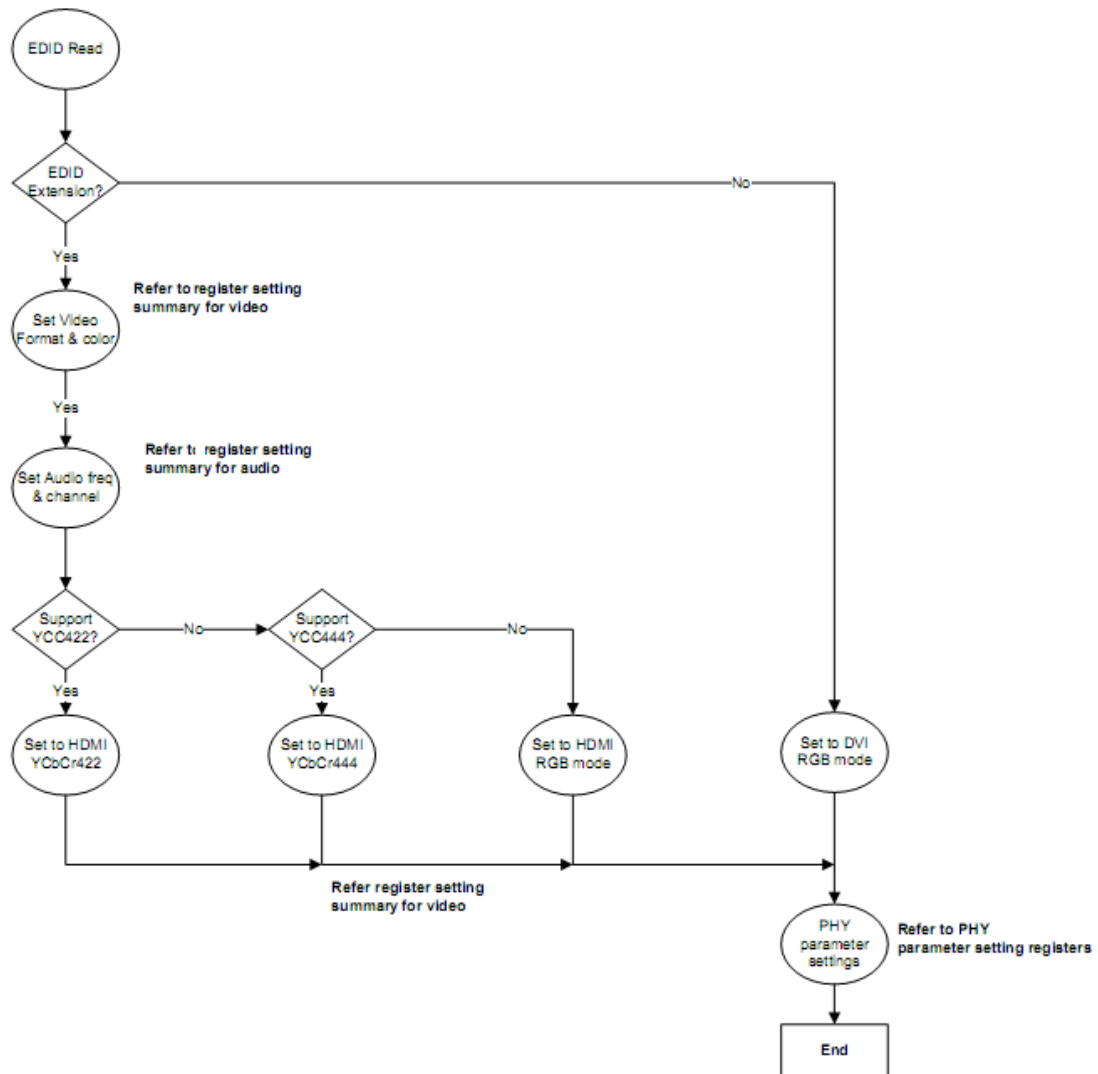 EDID Read
EDID
Extension?
No
Yes
Refer to register setting
summary for video
Set Video
Format & color
Yes
Refer to register setting
summary for audio
Set Audio freq
& channel
Support
YCC422?
No
Support
YCC444?
No
Yes
Yes
Set to HDMI
YCbCr422
Set to HDMI
YCbCr444
Set to HDMI
RGB mode
Set to DVI
RGB mode
Refer register setting
summary for video
PHY
parameter
settings
Refer to PHY
parameter setting registers
End